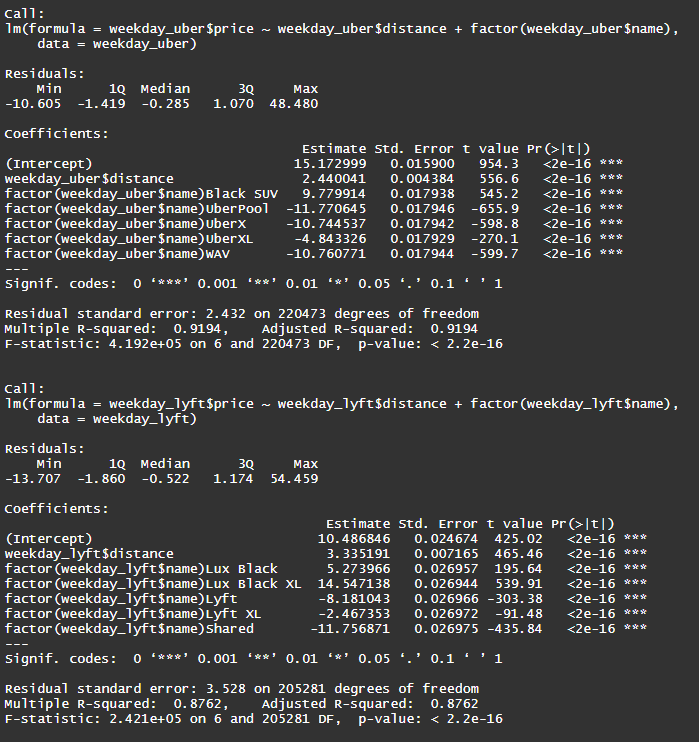 Call:
lm(formula = weekday_uber$price ~ weekday_uber$distance + factor(weekday_uber$name),
    data = weekday_uber)

Residuals:
    Min      1Q  Median      3Q     Max
-10.605  -1.419  -0.285   1.070  48.480

Coefficients:
                                    Estimate Std. Error t value Pr(>|t|)
(Intercept)                        15.172999   0.015900   954.3   <2e-16 ***
weekday_uber$distance               2.440041   0.004384   556.6   <2e-16 ***
factor(weekday_uber$name)Black SUV   9.779914   0.017938   545.2   <2e-16 ***
factor(weekday_uber$name)UberPool  -11.770645   0.017946  -655.9   <2e-16 ***
factor(weekday_uber$name)UberX     -10.744537   0.017942  -598.8   <2e-16 ***
factor(weekday_uber$name)UberXL     -4.843326   0.017929  -270.1   <2e-16 ***
factor(weekday_uber$name)WAV       -10.760771   0.017944  -599.7   <2e-16 ***
---
Signif. codes:  0 ‘***’ 0.001 ‘**’ 0.01 ‘*’ 0.05 ‘.’ 0.1 ‘ ’ 1

Residual standard error: 2.432 on 220473 degrees of freedom
Multiple R-squared:  0.9194,    Adjusted R-squared:  0.9194
F-statistic: 4.192e+05 on 6 and 220473 DF,  p-value: < 2.2e-16

Call:
lm(formula = weekday_lyft$price ~ weekday_lyft$distance + factor(weekday_lyft$name),
    data = weekday_lyft)

Residuals:
    Min      1Q  Median      3Q     Max
-13.707  -1.860  -0.522   1.174  54.459

Coefficients:
                                       Estimate Std. Error t value Pr(>|t|)
(Intercept)                           10.486846   0.024674  425.02   <2e-16 ***
weekday_lyft$distance                  3.335191   0.007165  465.46   <2e-16 ***
factor(weekday_lyft$name)Lux Black     5.273966   0.026957  195.64   <2e-16 ***
factor(weekday_lyft$name)Lux Black XL 14.547138   0.026944  539.91   <2e-16 ***
factor(weekday_lyft$name)Lyft         -8.181043   0.026966 -303.38   <2e-16 ***
factor(weekday_lyft$name)Lyft XL      -2.467353   0.026972  -91.48   <2e-16 ***
factor(weekday_lyft$name)Shared      -11.756871   0.026975 -435.84   <2e-16 ***
---
Signif. codes:  0 ‘***’ 0.001 ‘**’ 0.01 ‘*’ 0.05 ‘.’ 0.1 ‘ ’ 1

Residual standard error: 3.528 on 205281 degrees of freedom
Multiple R-squared:  0.8762,    Adjusted R-squared:  0.8762
F-statistic: 2.421e+05 on 6 and 205281 DF,  p-value: < 2.2e-16